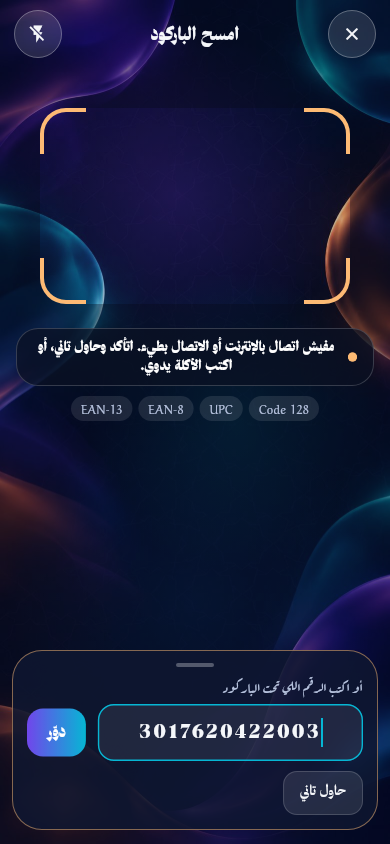 امسح الباركود
مفيش اتصال بالإنترنت أو الاتصال بطيء. اتأكد وحاول تاني، أو
اكتب الأكلة يدوي.
EAN-13 EAN-8 UPC Code 128
أو اكتب الرقم اللي تحت الباركود
3017620422003
دوّر
حاول تاني